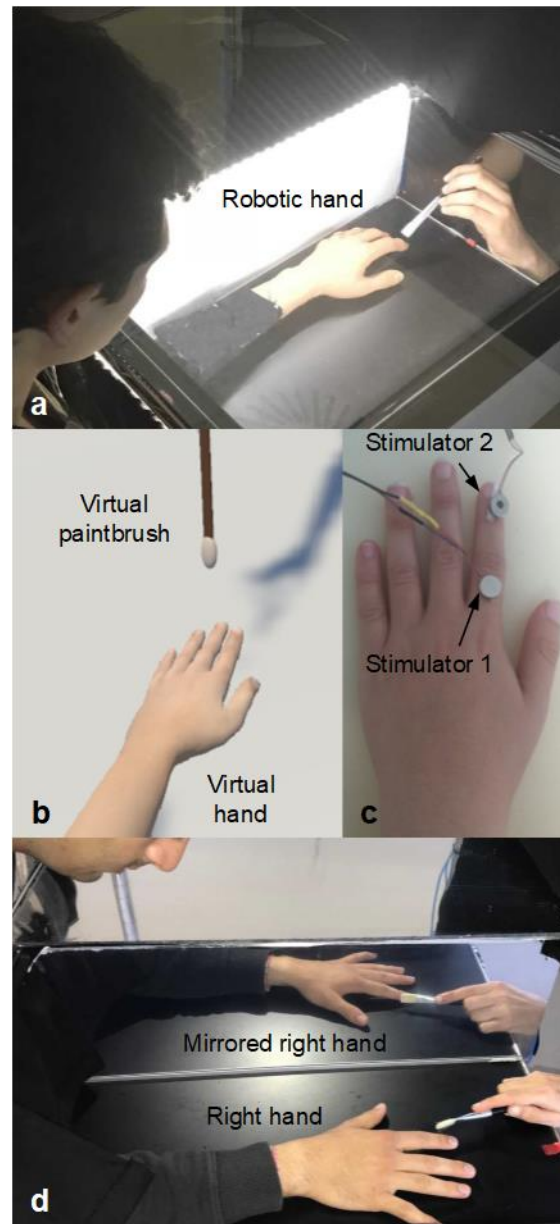 Robotic hand
a
Stimulator 2
Virtual
paintbrush
Stimulator 1
Virtual
hand
b
c
Mirrored right hand
Right hand
d